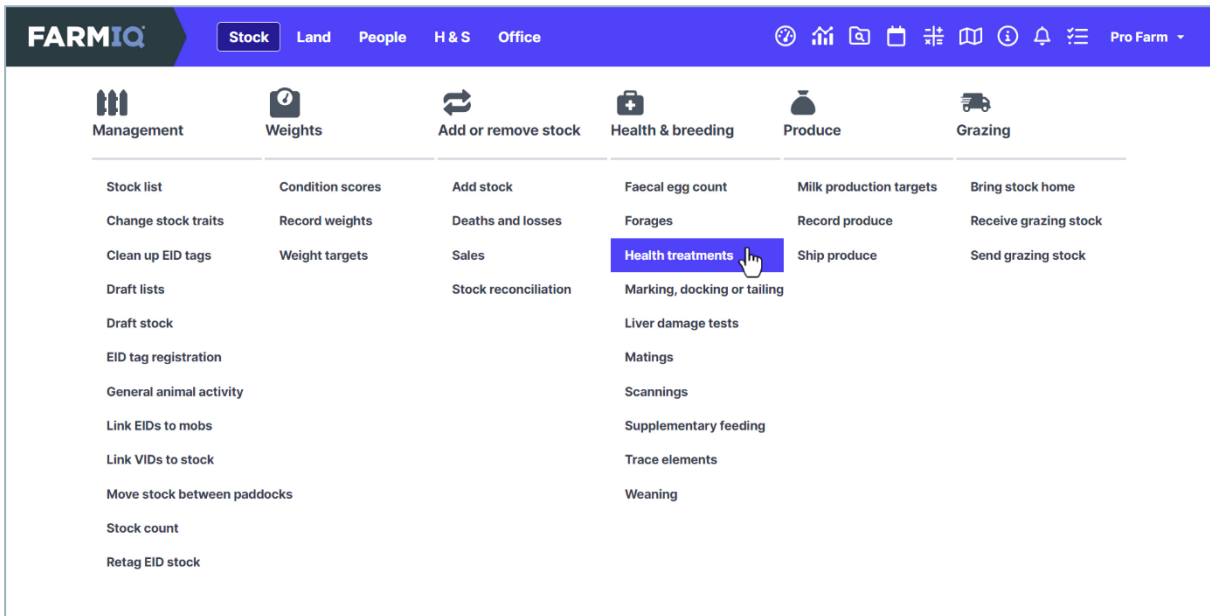 FARMIQ
Stock Land People H & S Office Pro Farm
Management
Stock list
Change stock traits
Clean up EID tags
Draft lists
Draft stock
EID tag registration
General animal activity
Link EIDs to mobs
Link VIDs to stock
Move stock between paddocks
Stock count
Retag EID stock
Weights
Condition scores
Record weights
Weight targets
Add or remove stock
Add stock
Deaths and losses
Sales
Stock reconciliation
Health & breeding
Faecal egg count
Forages
Health treatments
Marking, docking or tailing
Liver damage tests
Matings
Scannings
Supplementary feeding
Trace elements
Weaning
Produce
Milk production targets
Record produce
Ship produce
Grazing
Bring stock home
Receive grazing stock
Send grazing stock